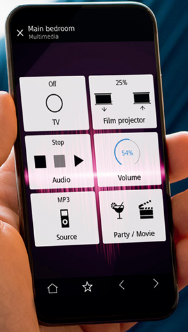 Main bedroom
Multimedia
Off
TV
25%
Film projector
Stop
Audio
54%
Volume
MP3
Source
Party / Movie